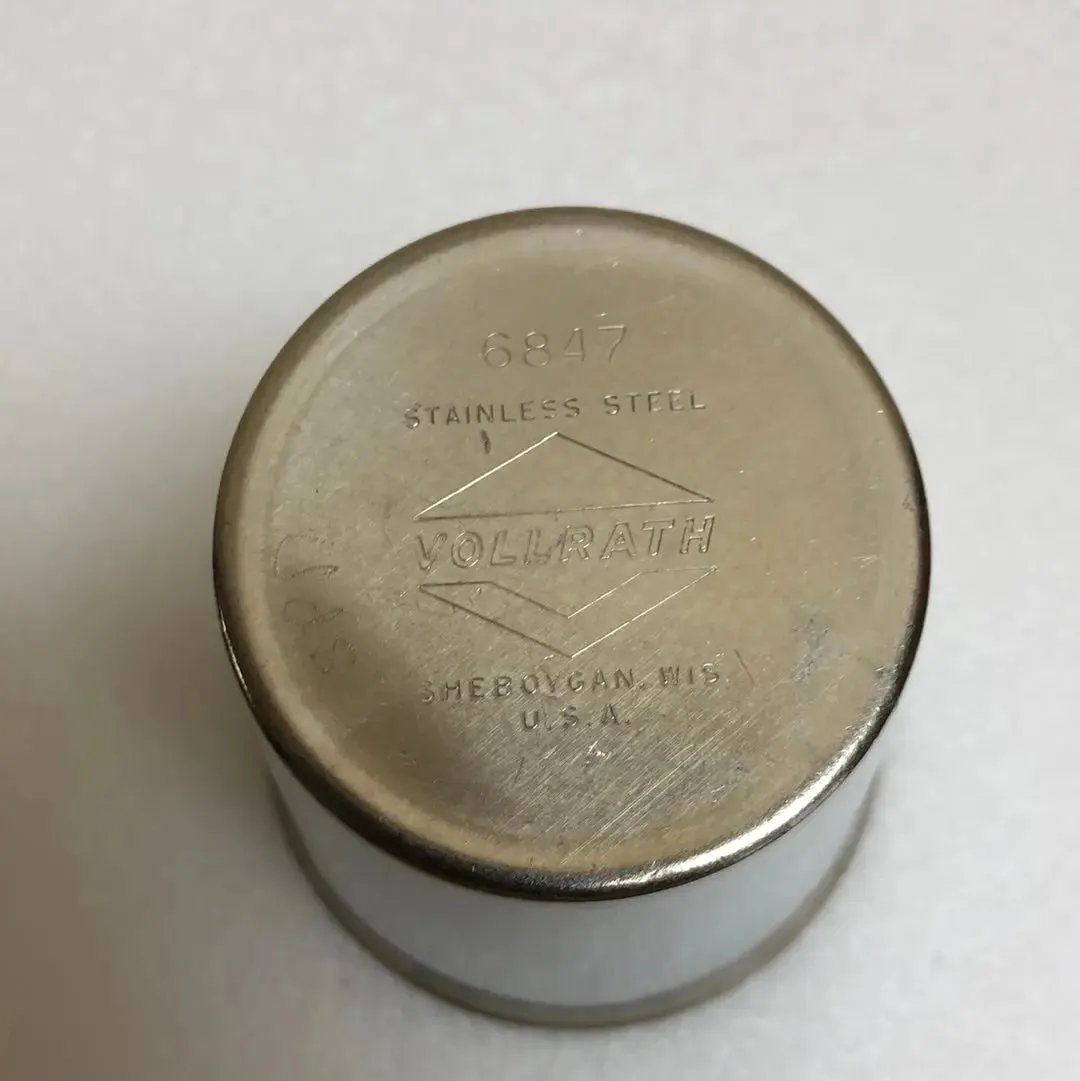 6847
STAINLESS STEEL
VOLLRATH
SHEBOYGAN, WIS.
U.S.A.